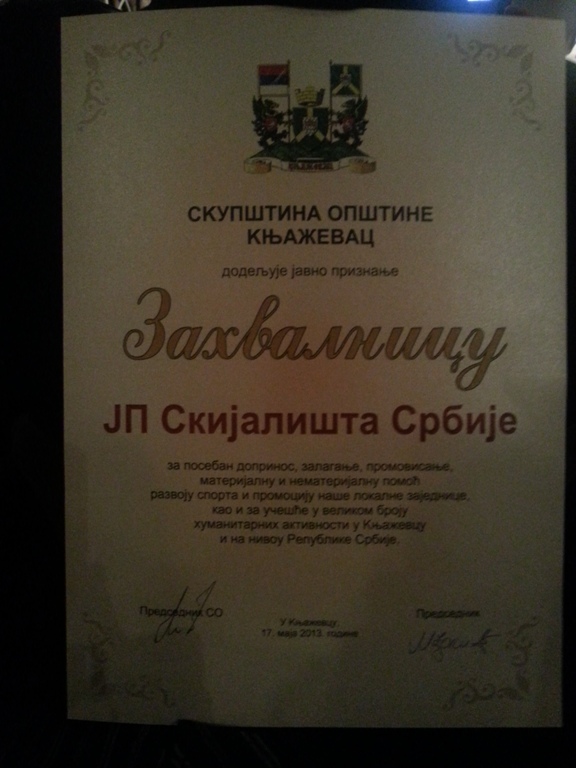 СКУПШТИНА ОПШТИНЕ
КЊАЖЕВАЦ
додељује јавно признање
Захвалницу
ЈП Скијалишта Србије
за посебан допринос, залагање, промовисање,
материјалну и нематеријалну помоћ
развоју спорта и промоцију наше локалне заједнице,
као и за учешће у великом броју
хуманитарних активности у Књажевцу
и на нивоу Републике Србије.
Председник СО
Председник
У Књажевцу,
17. маја 2013. године